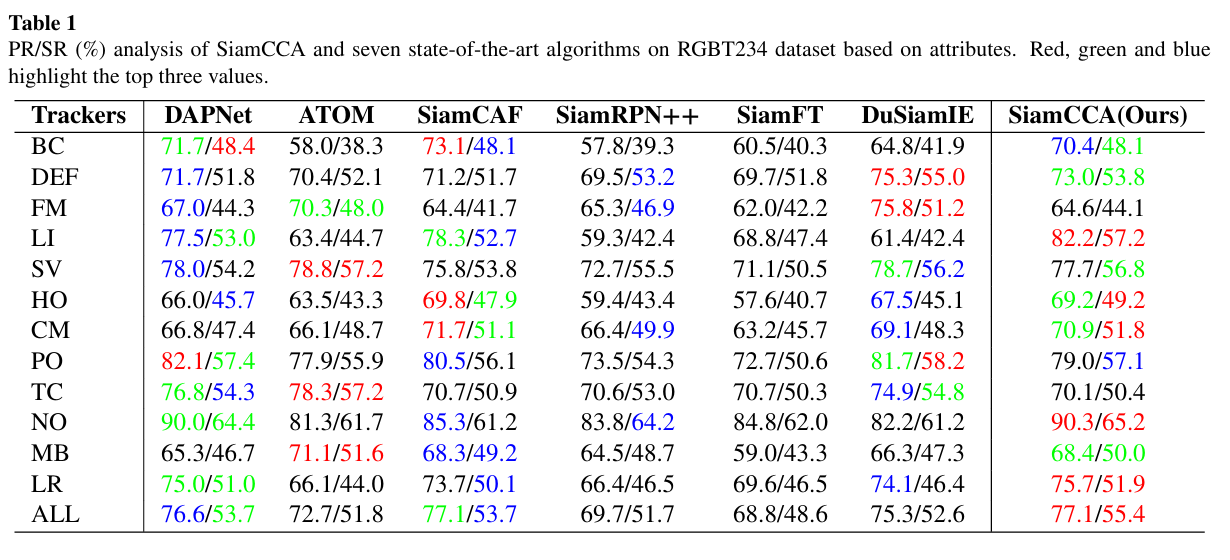 Table 1
PR/SR (%) analysis of SiamCCA and seven state-of-the-art algorithms on RGBT234 dataset based on attributes. Red, green and blue
highlight the top three values.
Trackers DAPNet ATOM SiamCAF SiamRPN++ SiamFT DuSiamIE SiamCCA(Ours)
BC 71.7/48.4 58.0/38.3 73.1/48.1 57.8/39.3 60.5/40.3 64.8/41.9 70.4/48.1
DEF 71.7/51.8 70.4/52.1 71.2/51.7 69.5/53.2 69.7/51.8 75.3/55.0 73.0/53.8
FM 67.0/44.3 70.3/48.0 64.4/41.7 65.3/46.9 62.0/42.2 75.8/51.2 64.6/44.1
LI 77.5/53.0 63.4/44.7 78.3/52.7 59.3/42.4 68.8/47.4 61.4/42.4 82.2/57.2
SV 78.0/54.2 78.8/57.2 75.8/53.8 72.7/55.5 71.1/50.5 78.7/56.2 77.7/56.8
HO 66.0/45.7 63.5/43.3 69.8/47.9 59.4/43.4 57.6/40.7 67.5/45.1 69.2/49.2
CM 66.8/47.4 66.1/48.7 71.7/51.1 66.4/49.9 63.2/45.7 69.1/48.3 70.9/51.8
PO 82.1/57.4 77.9/55.9 80.5/56.1 73.5/54.3 72.7/50.6 81.7/58.2 79.0/57.1
TC 76.8/54.3 78.3/57.2 70.7/50.9 70.6/53.0 70.7/50.3 74.9/54.8 70.1/50.4
NO 90.0/64.4 81.3/61.7 85.3/61.2 83.8/64.2 84.8/62.0 82.2/61.2 90.3/65.2
MB 65.3/46.7 71.1/51.6 68.3/49.2 64.5/48.7 59.0/43.3 66.3/47.3 68.4/50.0
LR 75.0/51.0 66.1/44.0 73.7/50.1 66.4/46.5 69.6/46.5 74.1/46.4 75.7/51.9
ALL 76.6/53.7 72.7/51.8 77.1/53.7 69.7/51.7 68.8/48.6 75.3/52.6 77.1/55.4